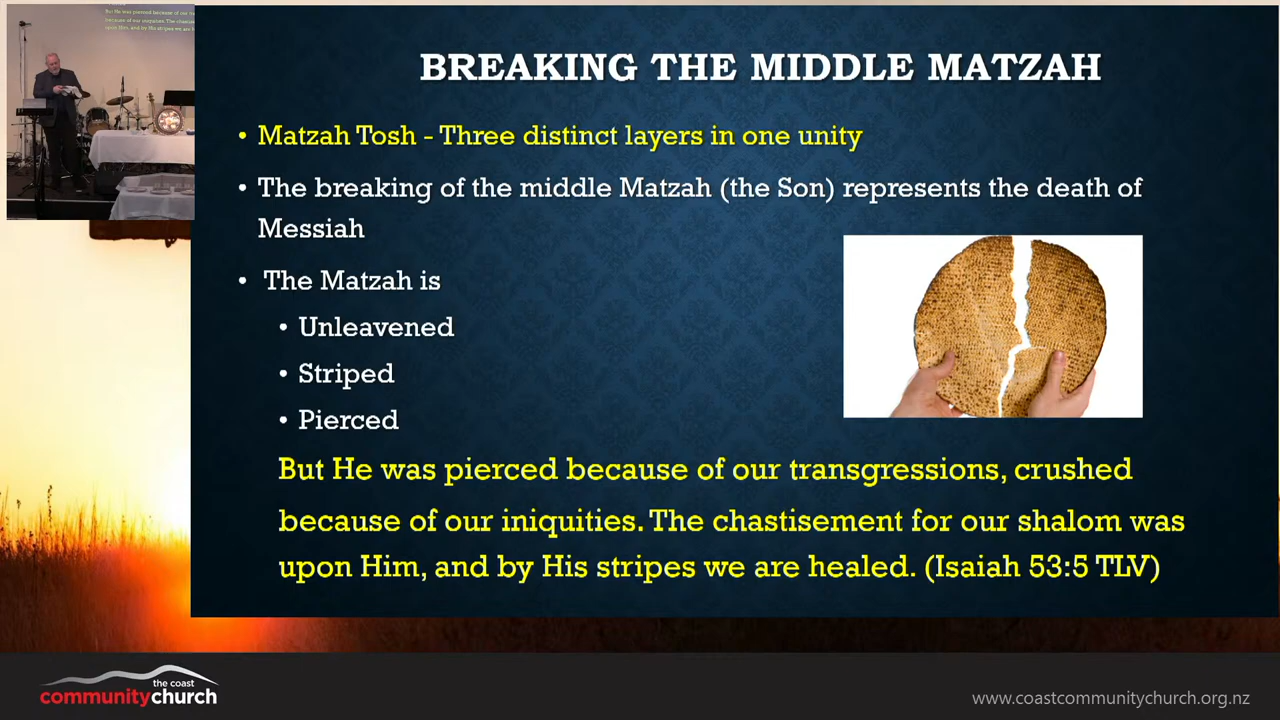 BREAKING THE MIDDLE MATZAH
• Matzah Tosh - Three distinct layers in one unity
• The breaking of the middle Matzah (the Son) represents the death of
Messiah
• The Matzah is
• Unleavened
• Striped
• Pierced
But He was pierced because of our transgressions, crushed
because of our iniquities. The chastisement for our shalom was
upon Him, and by His stripes we are healed. (Isaiah 53:5 TLV)
the coast
communitychurch
www.coastcommunitychurch.org.nz